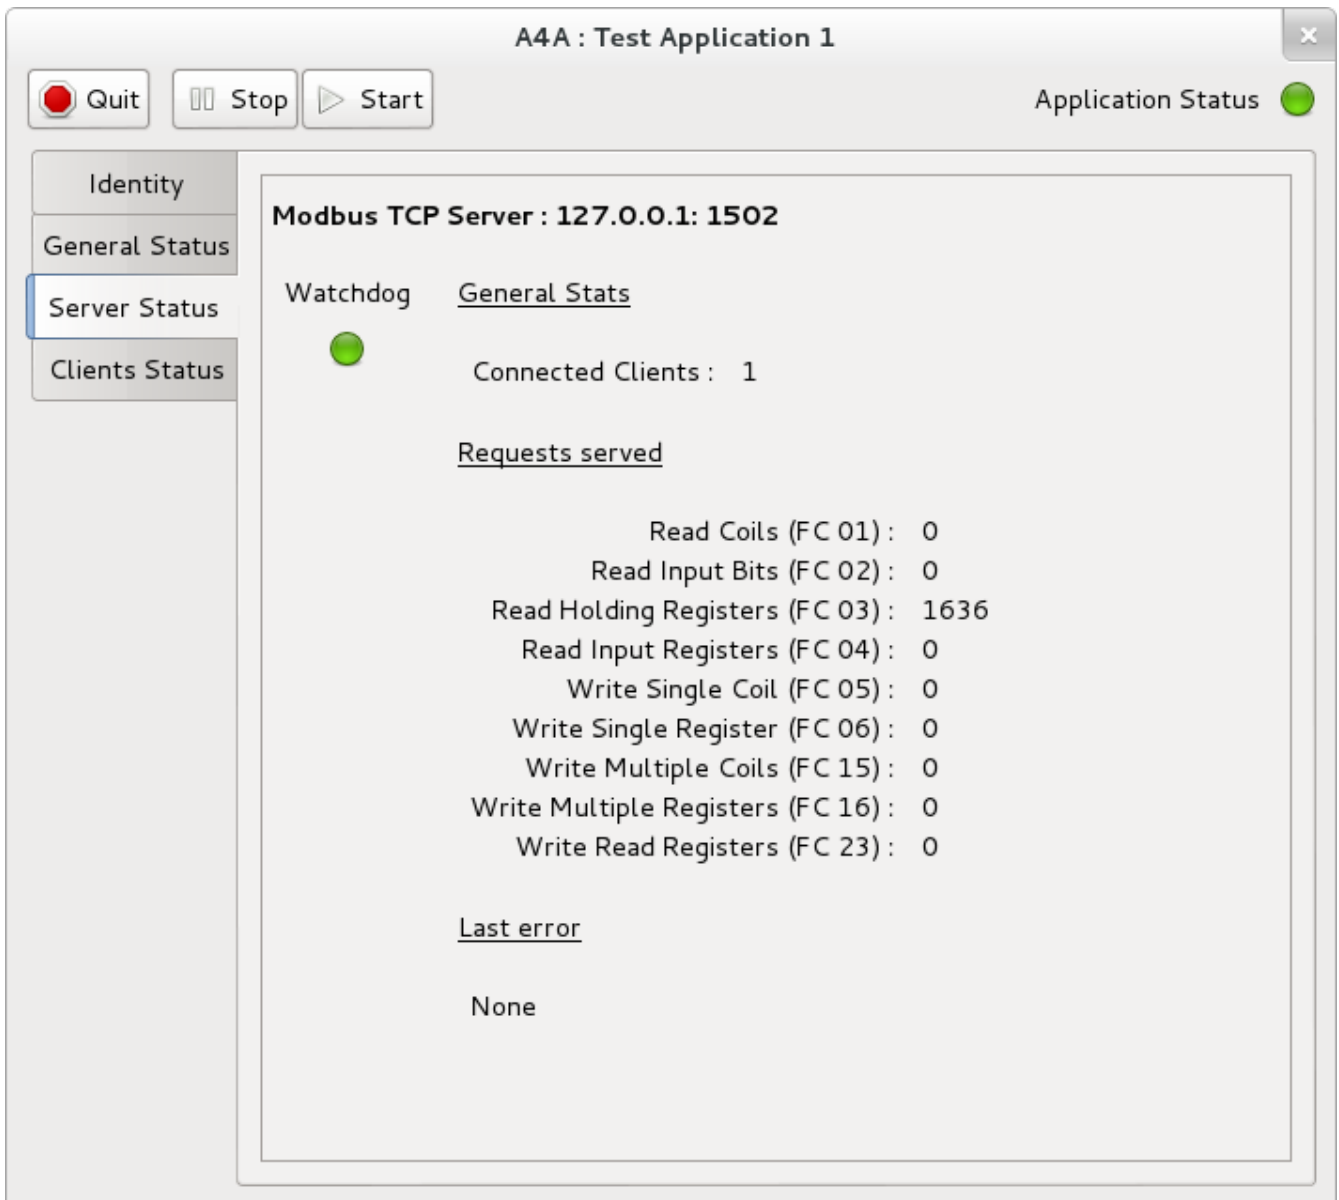 A4A : Test Application 1
Quit
Stop
Start
Application Status
Identity
General Status
Server Status
Clients Status
Modbus TCP Server : 127.0.0.1: 1502
Watchdog
General Stats
Connected Clients : 1
Requests served
Read Coils (FC 01) : 0
Read Input Bits (FC 02) : 0
Read Holding Registers (FC 03) : 1636
Read Input Registers (FC 04) : 0
Write Single Coil (FC 05) : 0
Write Single Register (FC 06) : 0
Write Multiple Coils (FC 15) : 0
Write Multiple Registers (FC 16) : 0
Write Read Registers (FC 23) : 0
Last error
None